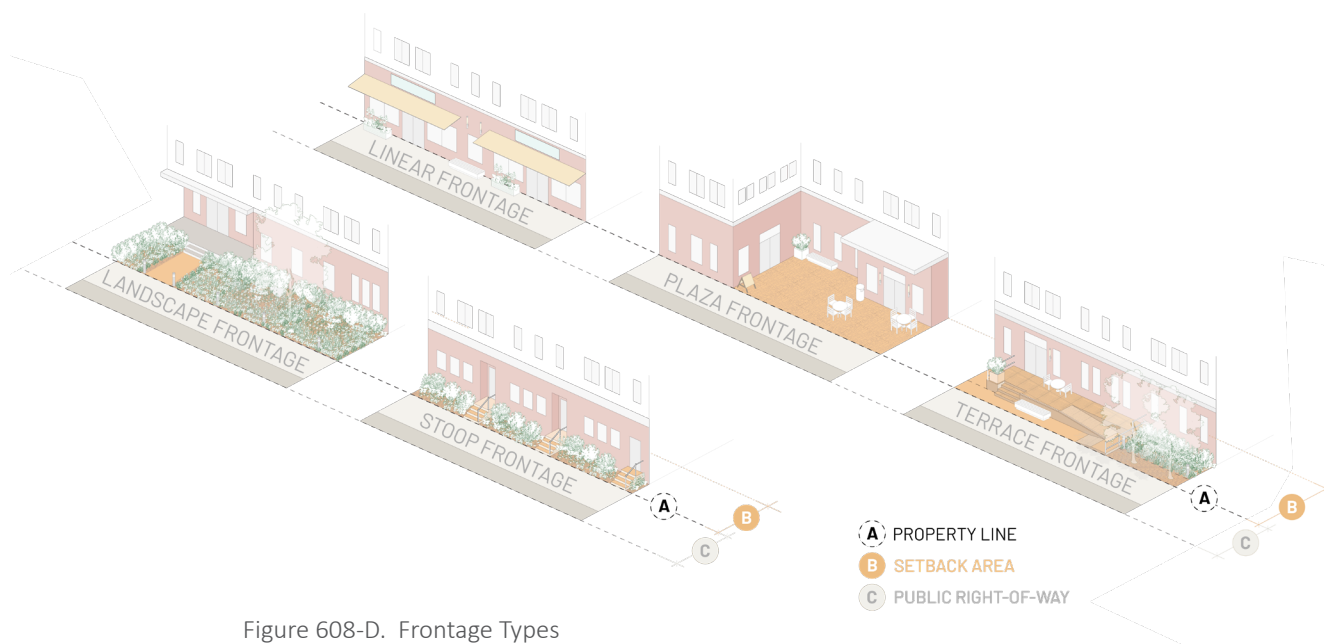 LINEAR FRONTAGE
LANDSCAPE FRONTAGE
PLAZA FRONTAGE
STOOP FRONTAGE
TERRACE FRONTAGE
A
B
C
A
B
C
A PROPERTY LINE
B SETBACK AREA
C PUBLIC RIGHT-OF-WAY
Figure 608-D. Frontage Types